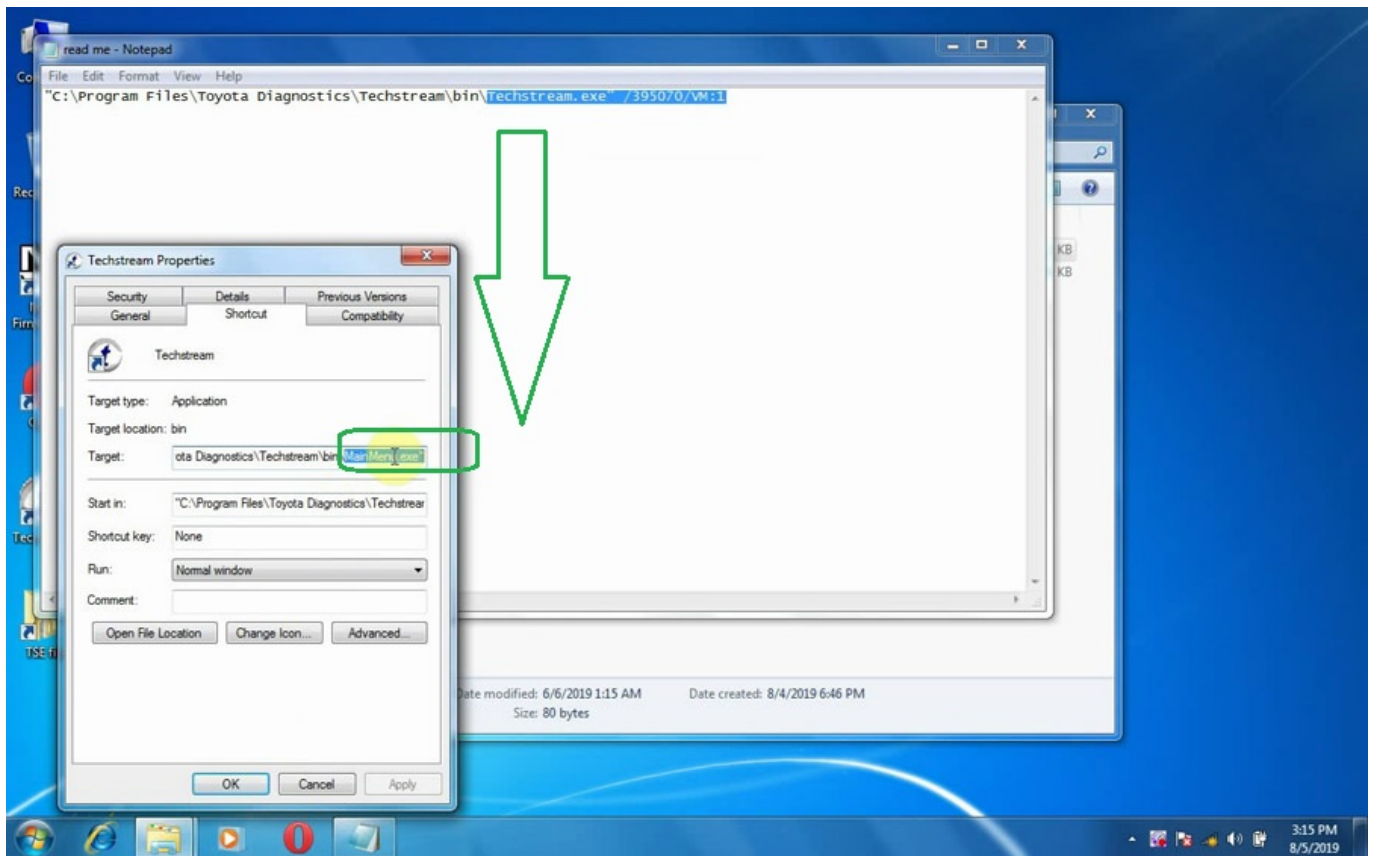 read me - Notepad
File Edit Format View Help
"C:\Program Files\Toyota Diagnostics\Techstream\bin\Techstream.exe" /395070/VM:1
KB
KB
Techstream Properties
Security Details Previous Versions
General Shortcut Compatibility
Techstream
Target type: Application
Target location: bin
Target: ota Diagnostics\Techstream\bin\MainMenu.exe"
Start in: "C:\Program Files\Toyota Diagnostics\Techstrear
Shortcut key: None
Run: Normal window
Comment:
Open File Location Change Icon... Advanced...
Date modified: 6/6/2019 1:15 AM Date created: 8/4/2019 6:46 PM
Size: 80 bytes
OK Cancel Apply
3:15 PM
8/5/2019